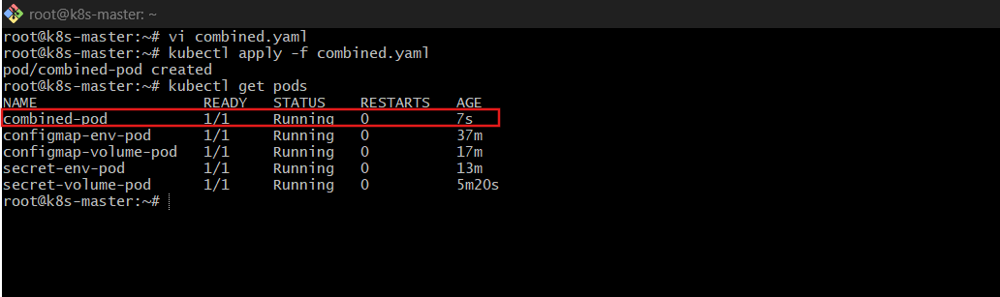 root@k8s-master: ~
root@k8s-master:~# vi combined.yaml
root@k8s-master:~# kubectl apply -f combined.yaml
pod/combined-pod created
root@k8s-master:~# kubectl get pods
NAME                   READY   STATUS    RESTARTS   AGE
combined-pod           1/1     Running   0          7s
configmap-env-pod      1/1     Running   0          37m
configmap-volume-pod   1/1     Running   0          17m
secret-env-pod         1/1     Running   0          13m
secret-volume-pod      1/1     Running   0          5m20s
root@k8s-master:~#